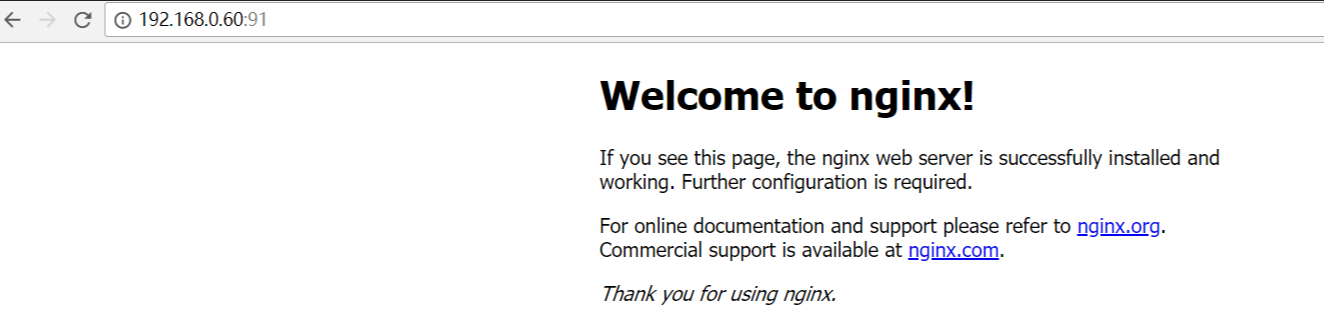 192.168.0.60:91
Welcome to nginx!
If you see this page, the nginx web server is successfully installed and
working. Further configuration is required.
For online documentation and support please refer to nginx.org.
Commercial support is available at nginx.com.
Thank you for using nginx.